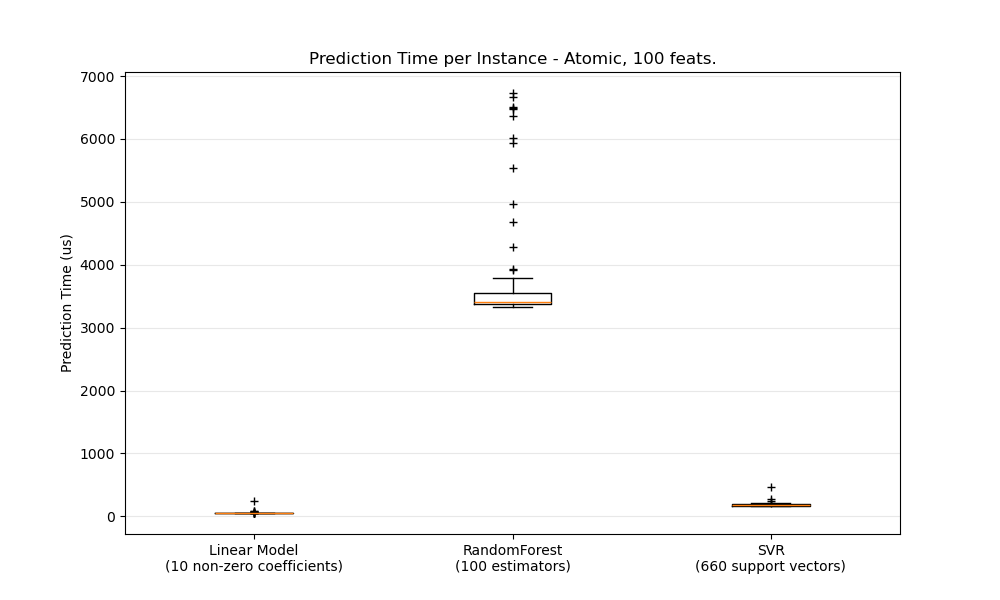 Prediction Time per Instance - Atomic, 100 feats.
Prediction Time (us)
7000
6000
5000
4000
3000
2000
1000
0
Linear Model
(10 non-zero coefficients)
RandomForest
(100 estimators)
SVR
(660 support vectors)